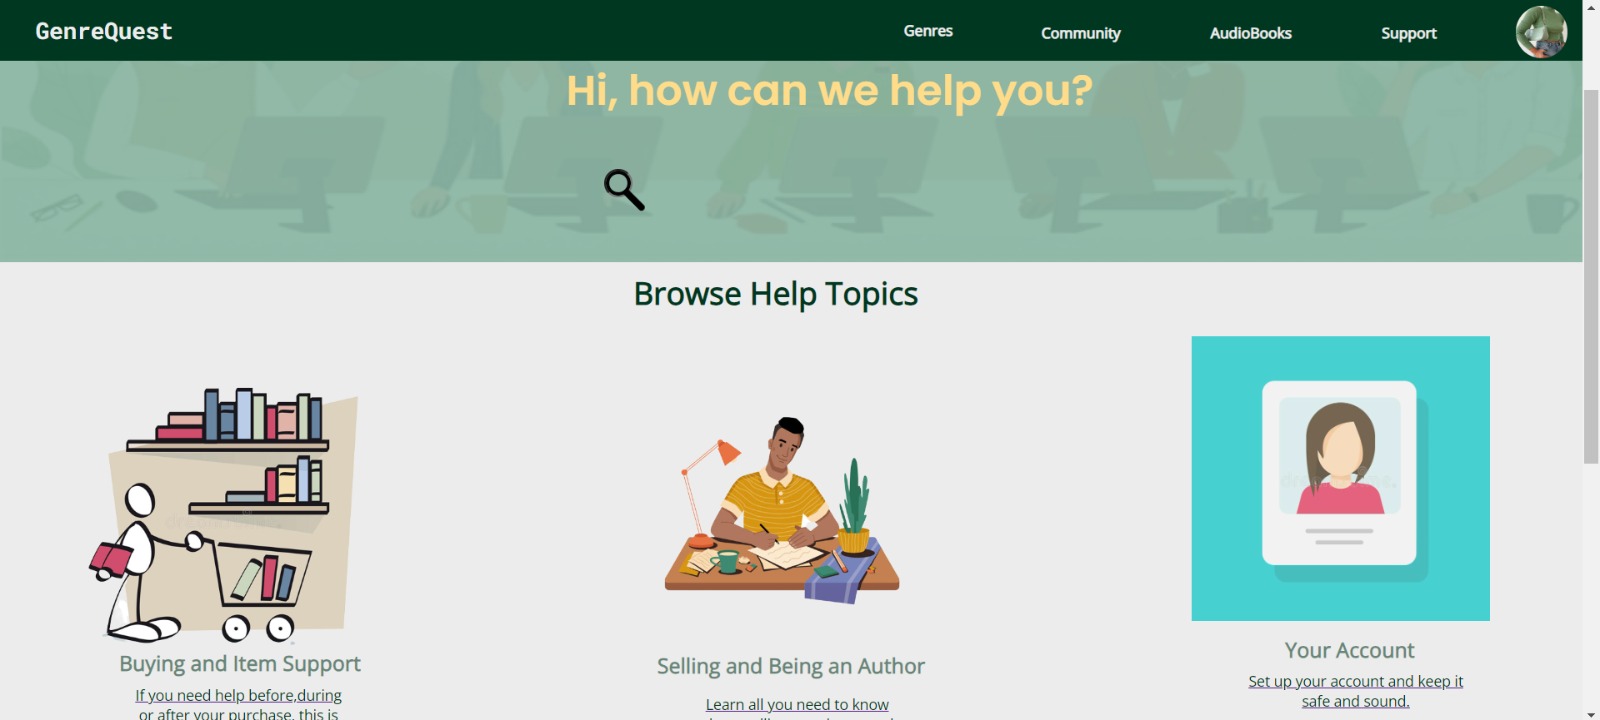 GenreQuest
Genres
Community
AudioBooks
Support
Hi, how can we help you?
Browse Help Topics
Buying and Item Support
If you need help before,during
or after your purchase, this is
Selling and Being an Author
Learn all you need to know
Your Account
Set up your account and keep it
safe and sound.